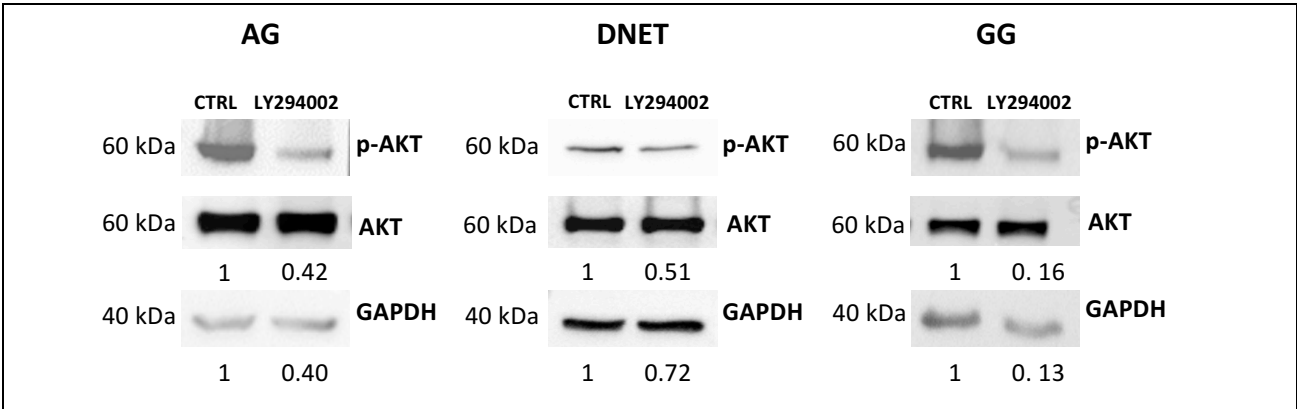 AG DNET GG
CTRL LY294002 CTRL LY294002 CTRL LY294002
60 kDa p-AKT 60 kDa p-AKT 60 kDa p-AKT
60 kDa AKT 60 kDa AKT 60 kDa AKT
1 0.42 1 0.51 1 0. 16
40 kDa GAPDH 40 kDa GAPDH 40 kDa GAPDH
1 0.40 1 0.72 1 0. 13